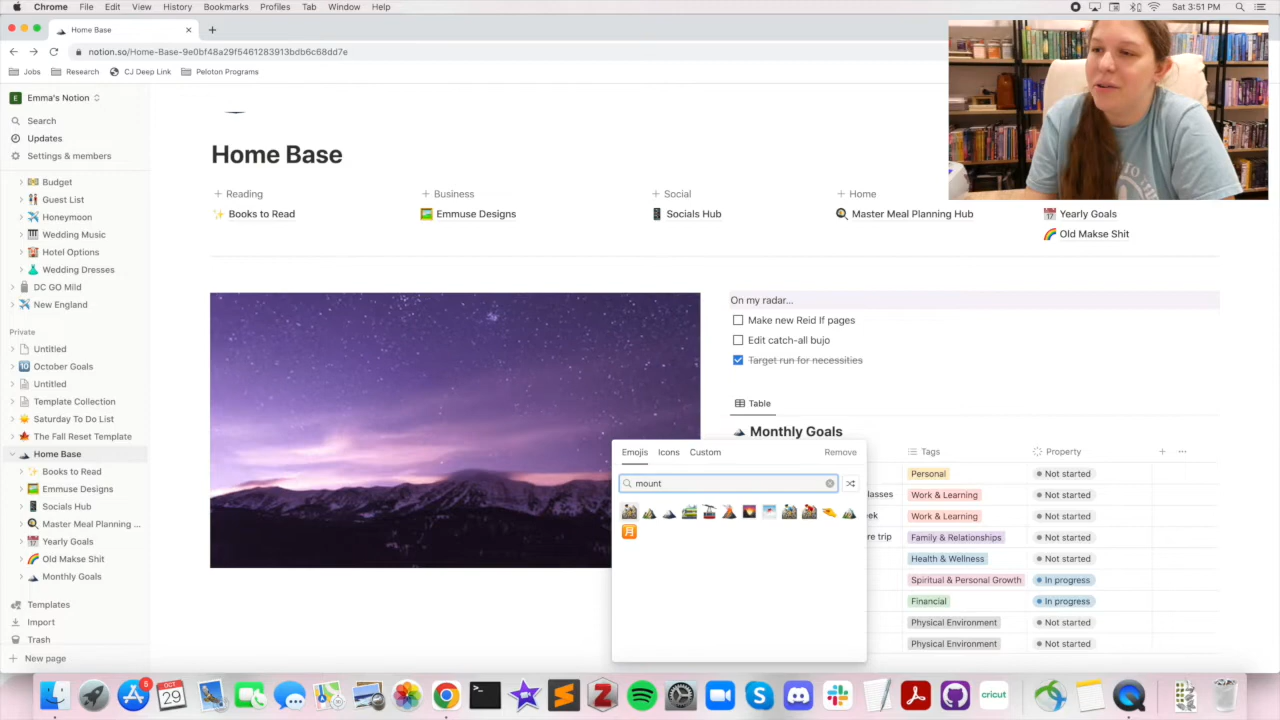 Chrome File Edit View History Bookmarks Profiles Tab Window Help
Sat 3:51 PM
Home Base
notion.so/Home-Base-9e0bf48a29f5461283913bdb6c68dd7e
Jobs Research CJ Deep Link Peloton Programs
E Emma's Notion
Search
Updates
Settings & members
Budget
Guest List
Honeymoon
Wedding Music
Hotel Options
Wedding Dresses
DC GO Mild
New England
Private
Untitled
10 October Goals
Untitled
Template Collection
Saturday To Do List
The Fall Reset Template
Home Base
Books to Read
Emmuse Designs
Socials Hub
Master Meal Planning ...
Yearly Goals
Old Makse Shit
Monthly Goals
Templates
Import
Trash
New page
Home Base
Reading
Books to Read
Business
Emmuse Designs
Social
Socials Hub
Home
Master Meal Planning Hub
Yearly Goals
Old Makse Shit
On my radar...
Make new Reid If pages
Edit catch-all bujo
Target run for necessities
Table
Monthly Goals
Tags Property
Personal Not started
lasses Work & Learning Not started
ek Work & Learning Not started
re trip Family & Relationships Not started
Health & Wellness Not started
Spiritual & Personal Growth In progress
Financial In progress
Physical Environment Not started
Physical Environment Not started
Emojis Icons Custom Remove
mount
月
5
OCT
29
cricut